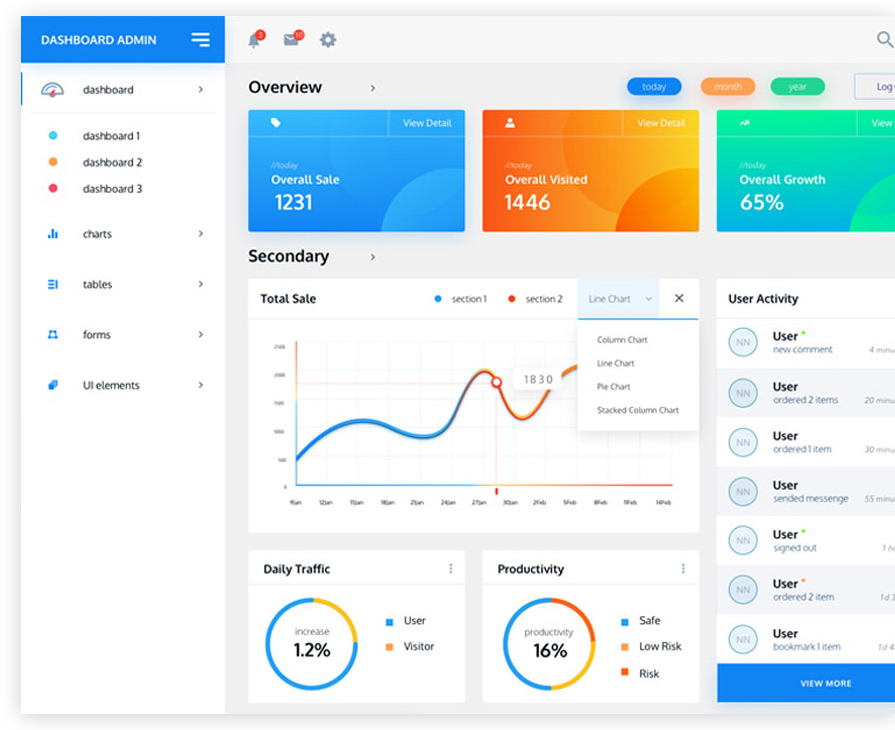 DASHBOARD ADMIN
3
10
dashboard
dashboard 1
dashboard 2
dashboard 3
charts
tables
forms
UI elements
Overview
today
month
year
Log
View Detail
//today
Overall Sale
1231
View Detail
//today
Overall Visited
1446
View
//today
Overall Growth
65%
Secondary
Total Sale
section 1
section 2
Line Chart
Column Chart
Line Chart
Pie Chart
Stacked Column Chart
2500
2000
1500
1000
500
0
1830
9Jan 12Jan 15Jan 18Jan 21Jan 24Jan 27Jan 30Jan 2Feb 5Feb 8Feb 11Feb 14Feb
User Activity
NN
User
new comment
4 minu
NN
User
ordered 2 items
20 minu
NN
User
ordered 1 item
30 minu
NN
User
sended messenge
55 minu
NN
User
signed out
1 h
NN
User
ordered 2 item
1d 3
NN
User
bookmark 1 item
1d 4
VIEW MORE
Daily Traffic
increase
1.2%
User
Visitor
Productivity
productivity
16%
Safe
Low Risk
Risk